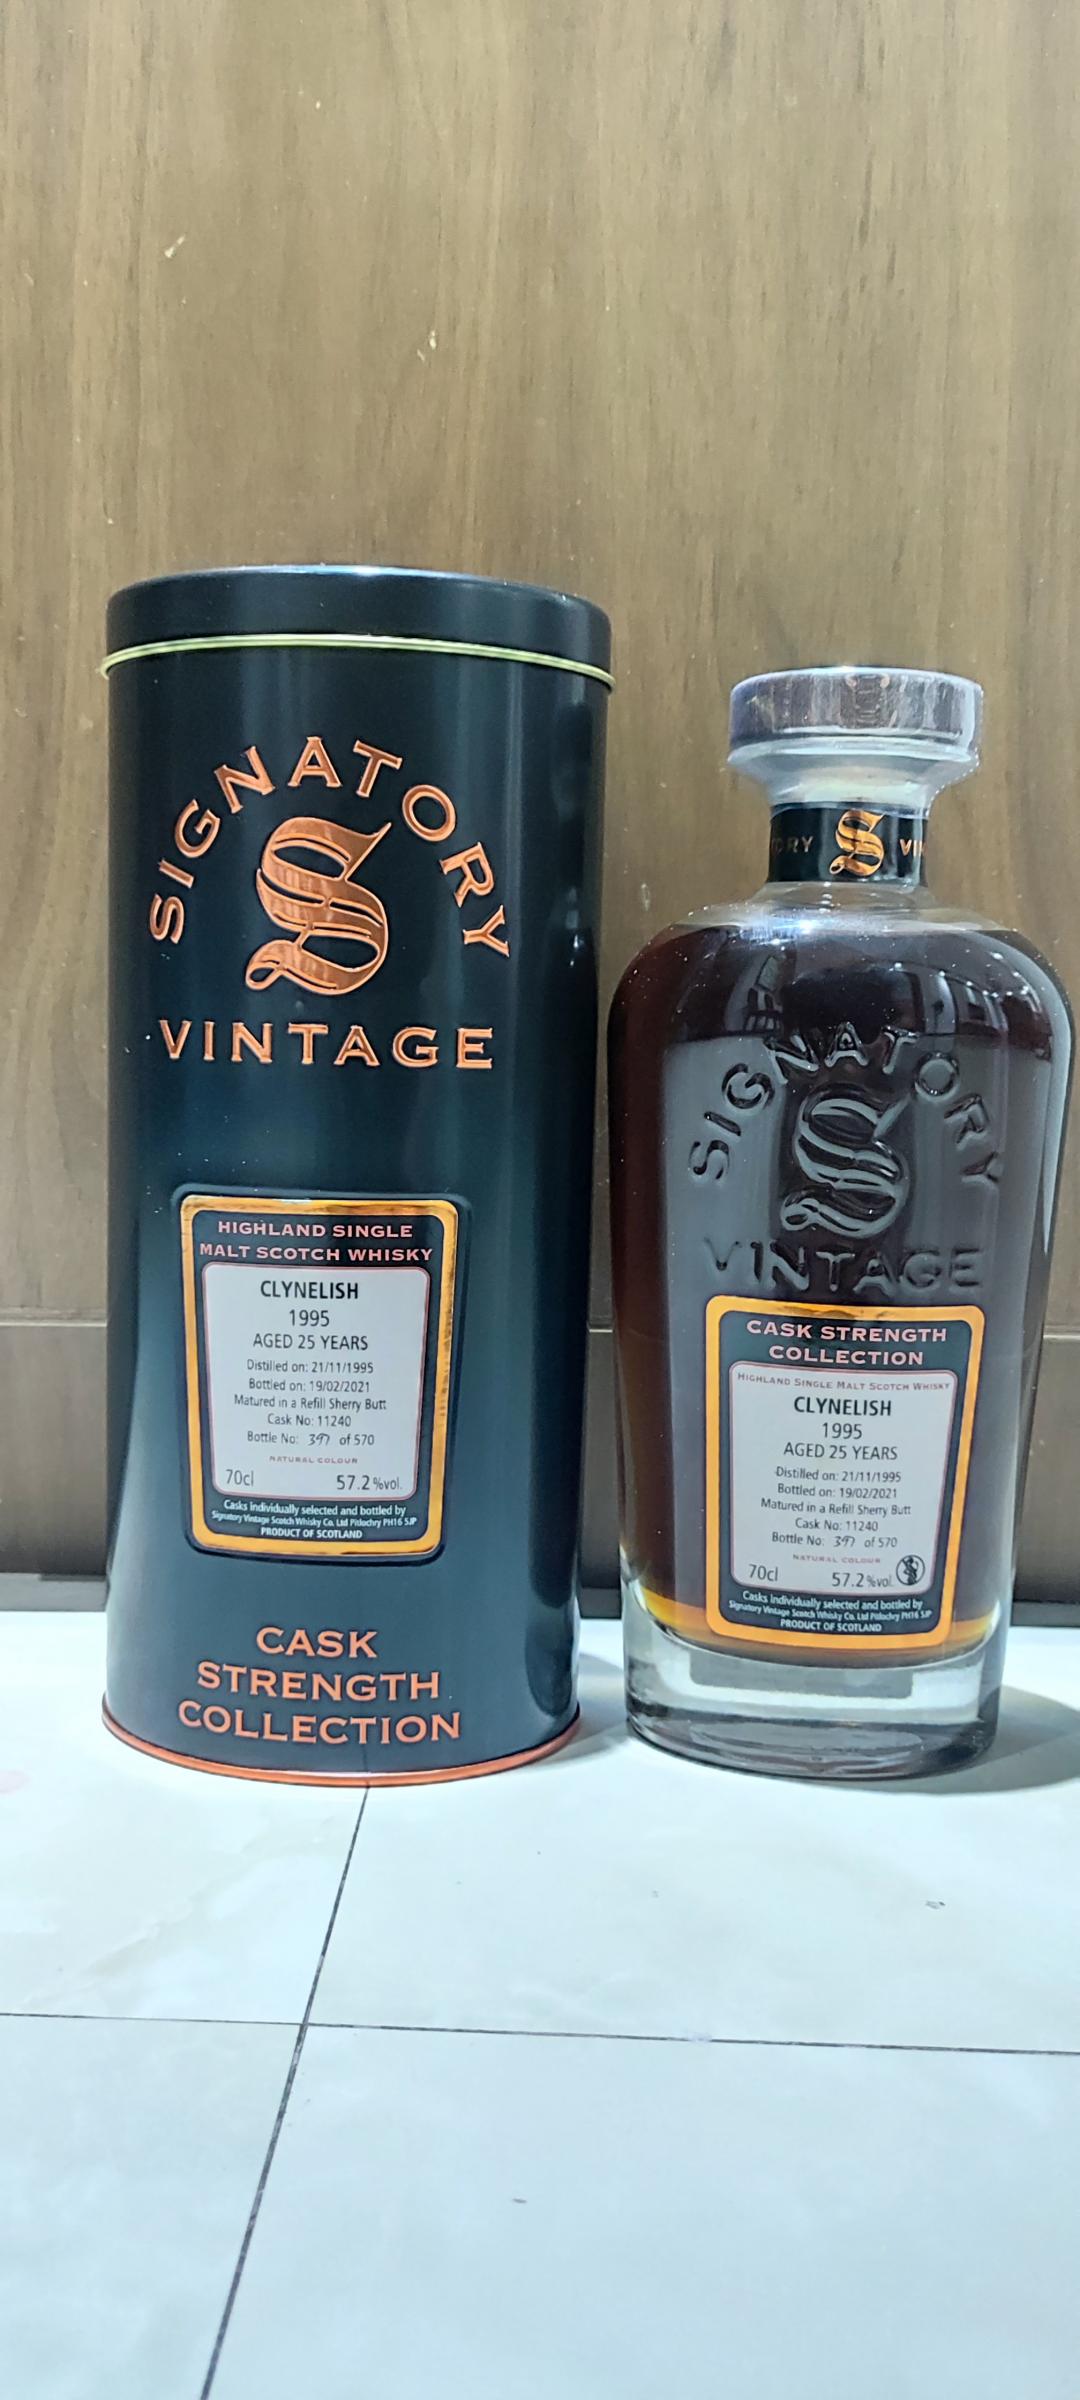 SIGNATORY
S
VINTAGE
HIGHLAND SINGLE
MALT SCOTCH WHISKY
CLYNELISH
1995
AGED 25 YEARS
Distilled on: 21/11/1995
Bottled on: 19/02/2021
Matured in a Refill Sherry Butt
Cask No: 11240
Bottle No: 397 of 570
NATURAL COLOUR
70cl 57.2%vol.
Casks individually selected and bottled by
Signatory Vintage Scotch Whisky Co. Ltd Pitlochry PH16 5JP
PRODUCT OF SCOTLAND
CASK
STRENGTH
COLLECTION
ORY S VIN
SIGNATORY
S
VINTAGE
CASK STRENGTH
COLLECTION
HIGHLAND SINGLE MALT SCOTCH WHISKY
CLYNELISH
1995
AGED 25 YEARS
Distilled on: 21/11/1995
Bottled on: 19/02/2021
Matured in a Refill Sherry Butt
Cask No: 11240
Bottle No: 397 of 570
NATURAL COLOUR
70cl 57.2%vol.
Casks individually selected and bottled by
Signatory Vintage Scotch Whisky Co. Ltd Pitlochry PH16 5JP
PRODUCT OF SCOTLAND